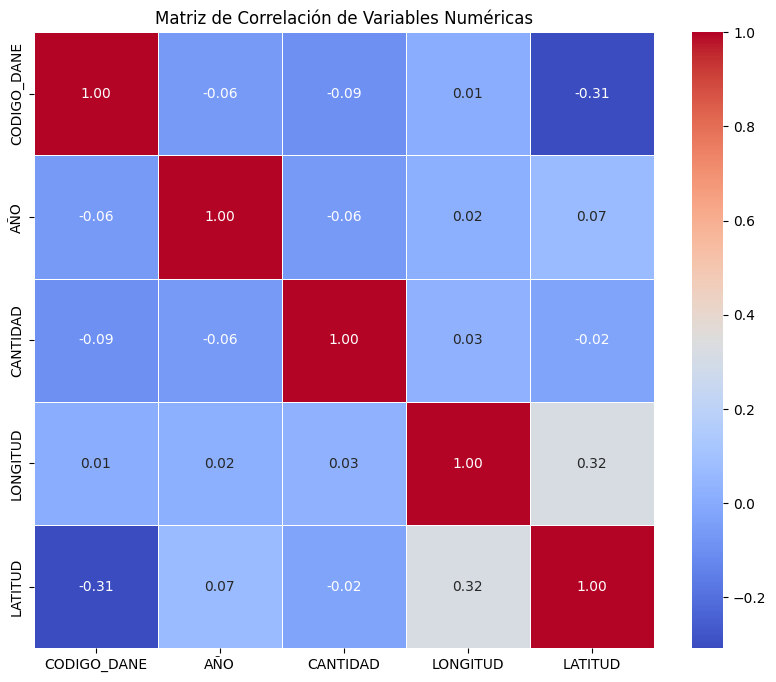 Matriz de Correlación de Variables Numéricas
CODIGO_DANE 1.00 -0.06 -0.09 0.01 -0.31
AÑO -0.06 1.00 -0.06 0.02 0.07
CANTIDAD -0.09 -0.06 1.00 0.03 -0.02
LONGITUD 0.01 0.02 0.03 1.00 0.32
LATITUD -0.31 0.07 -0.02 0.32 1.00
CODIGO_DANE AÑO CANTIDAD LONGITUD LATITUD
1.0
0.8
0.6
0.4
0.2
0.0
−0.2